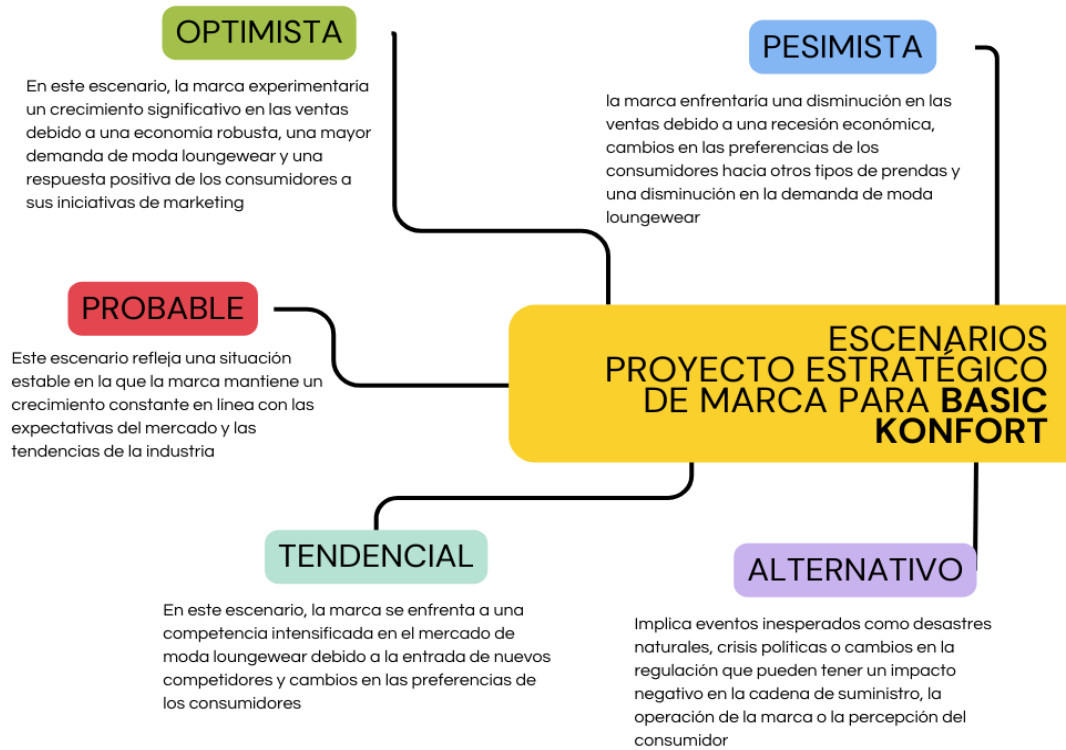 OPTIMISTA
En este escenario, la marca experimentaría
un crecimiento significativo en las ventas
debido a una economía robusta, una mayor
demanda de moda loungewear y una
respuesta positiva de los consumidores a
sus iniciativas de marketing
PESIMISTA
la marca enfrentaría una disminución en las
ventas debido a una recesión económica,
cambios en las preferencias de los
consumidores hacia otros tipos de prendas y
una disminución en la demanda de moda
loungewear
PROBABLE
Este escenario refleja una situación
estable en la que la marca mantiene un
crecimiento constante en línea con las
expectativas del mercado y las
tendencias de la industria
ESCENARIOS
PROYECTO ESTRATÉGICO
DE MARCA PARA BASIC
KONFORT
TENDENCIAL
En este escenario, la marca se enfrenta a una
competencia intensificada en el mercado de
moda loungewear debido a la entrada de nuevos
competidores y cambios en las preferencias de
los consumidores
ALTERNATIVO
Implica eventos inesperados como desastres
naturales, crisis políticas o cambios en la
regulación que pueden tener un impacto
negativo en la cadena de suministro, la
operación de la marca o la percepción del
consumidor